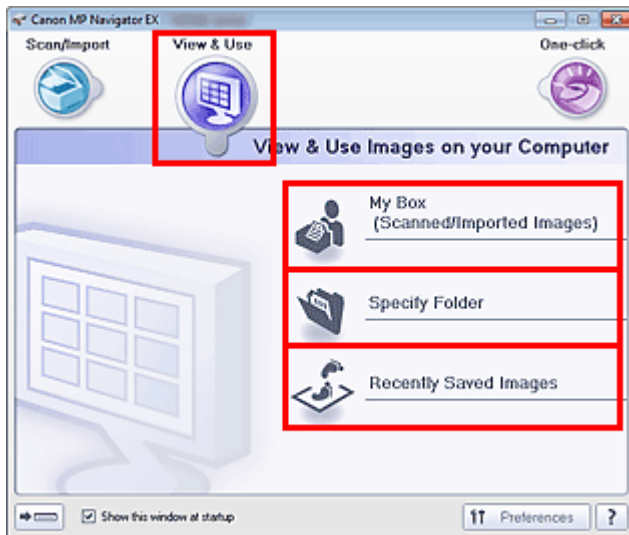 Canon MP Navigator EX
Scan/Import
View & Use
One-click
View & Use Images on your Computer
My Box
(Scanned/Imported Images)
Specify Folder
Recently Saved Images
Show this window at startup
Preferences
?